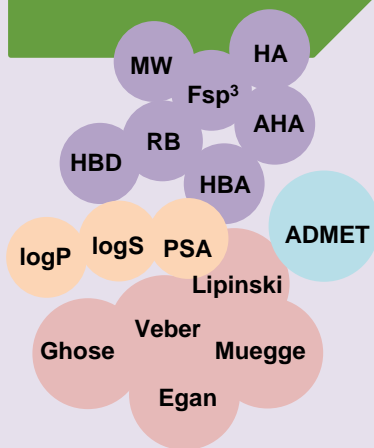 MW
HA
Fsp³
AHA
RB
HBD
HBA
ADMET
logS
PSA
logP
Lipinski
Veber
Ghose
Muegge
Egan